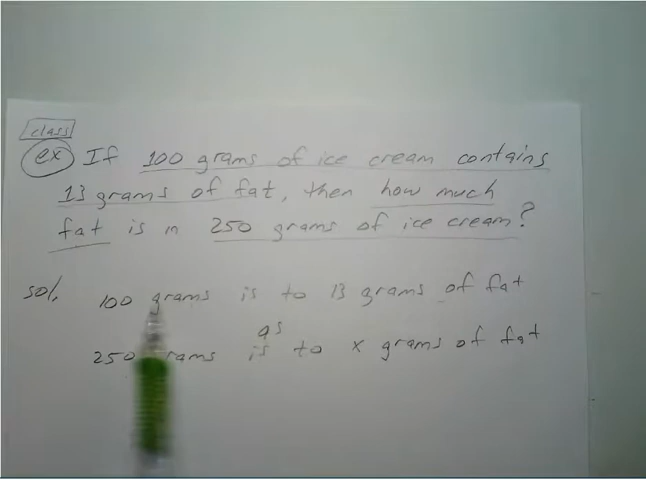 class
ex If 100 grams of ice cream contains
13 grams of fat, then how much
fat is in 250 grams of ice cream?
sol. 100 grams is to 13 grams of fat
as
250 rams is to x grams of fat